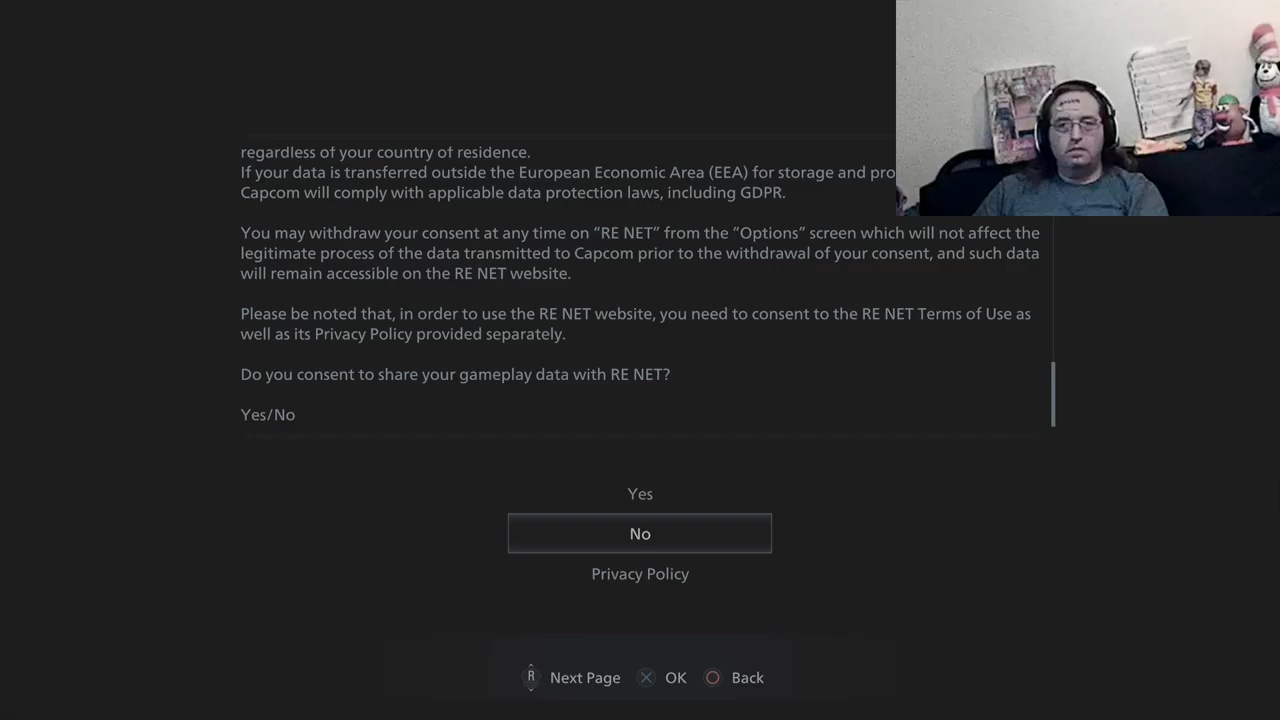 regardless of your country of residence.
If your data is transferred outside the European Economic Area (EEA) for storage and pro
Capcom will comply with applicable data protection laws, including GDPR.
You may withdraw your consent at any time on “RE NET” from the “Options” screen which will not affect the
legitimate process of the data transmitted to Capcom prior to the withdrawal of your consent, and such data
will remain accessible on the RE NET website.
Please be noted that, in order to use the RE NET website, you need to consent to the RE NET Terms of Use as
well as its Privacy Policy provided separately.
Do you consent to share your gameplay data with RE NET?
Yes/No
Yes
No
Privacy Policy
R Next Page OK Back